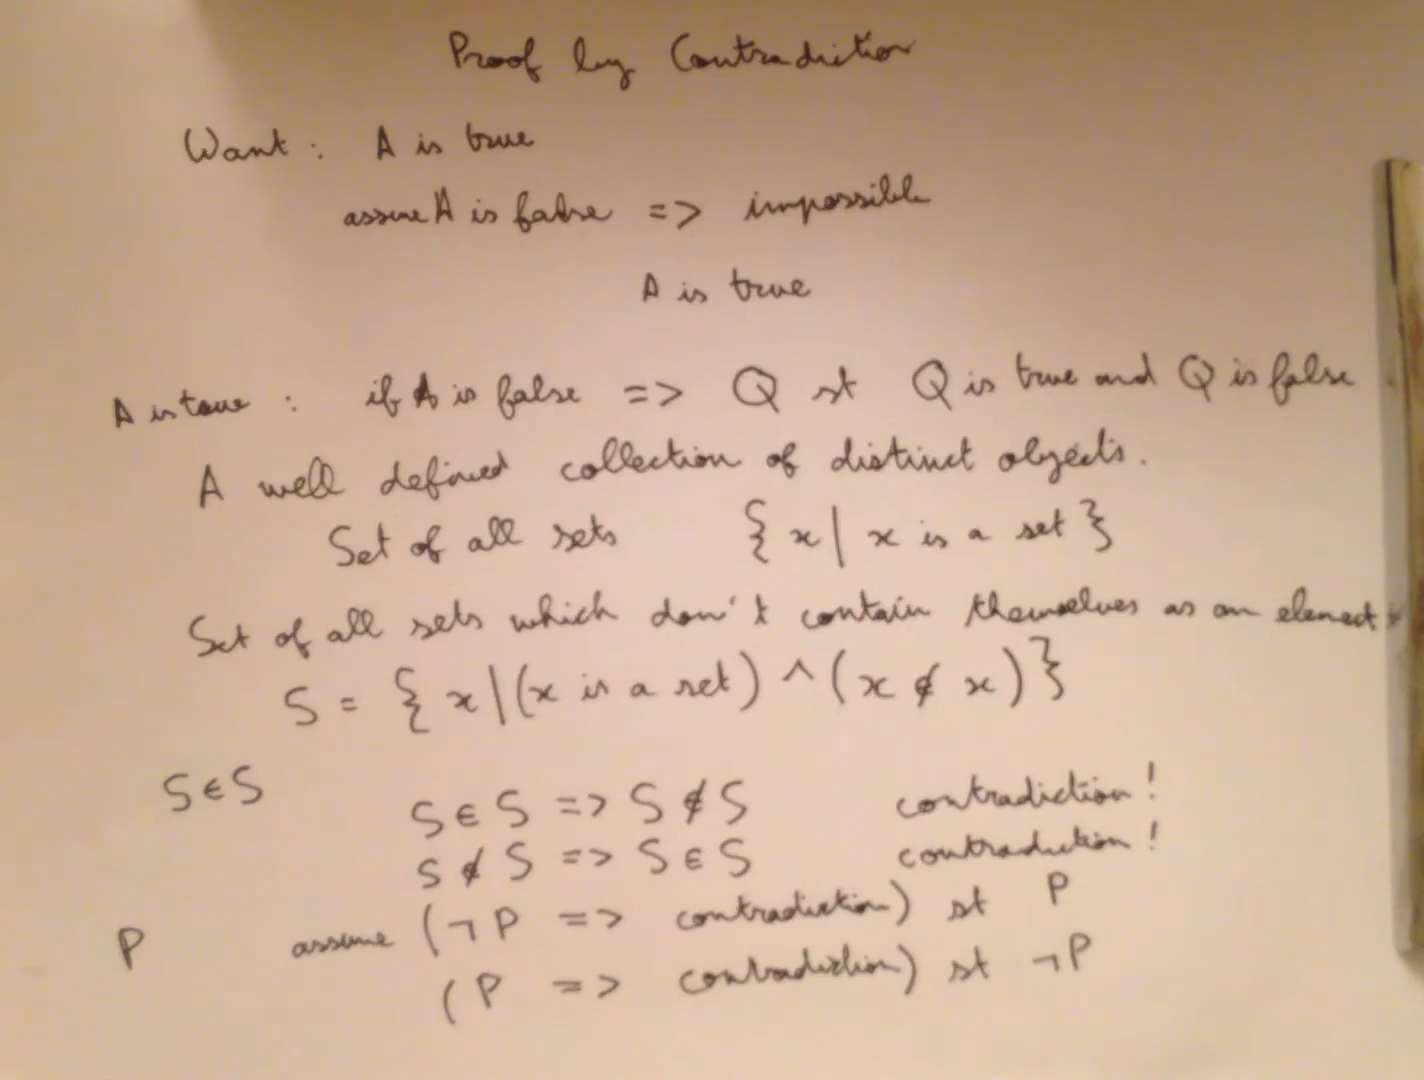 Proof by Contradiction
Want : A is true
assume A is false => impossible
A is true
A is true : if A is false => Q st Q is true and Q is false
A well defined collection of distinct objects.
Set of all sets { x | x is a set }
Set of all sets which don't contain themselves as an element
S = { x | (x is a set) ^ (x ∉ x) }
S ∈ S
S ∈ S => S ∉ S contradiction !
S ∉ S => S ∈ S contradiction !
P assume (¬P => contradiction) st P
(P => contradiction) st ¬P